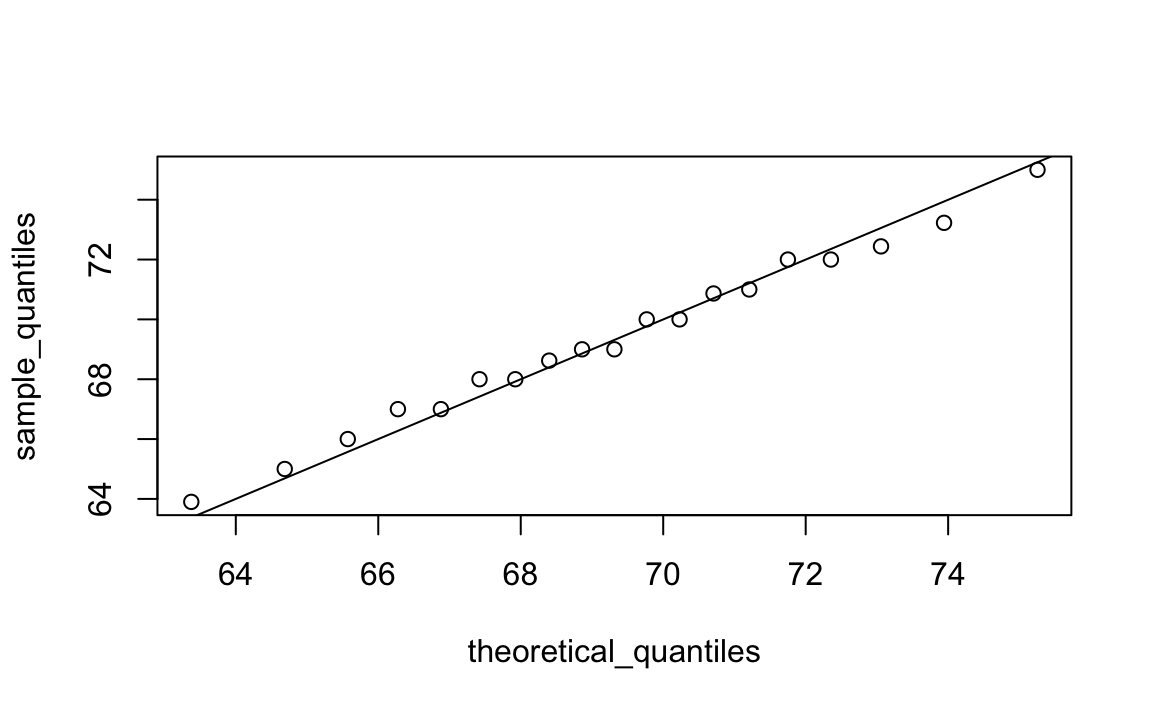 sample_quantiles
72
68
64
64 66 68 70 72 74
theoretical_quantiles